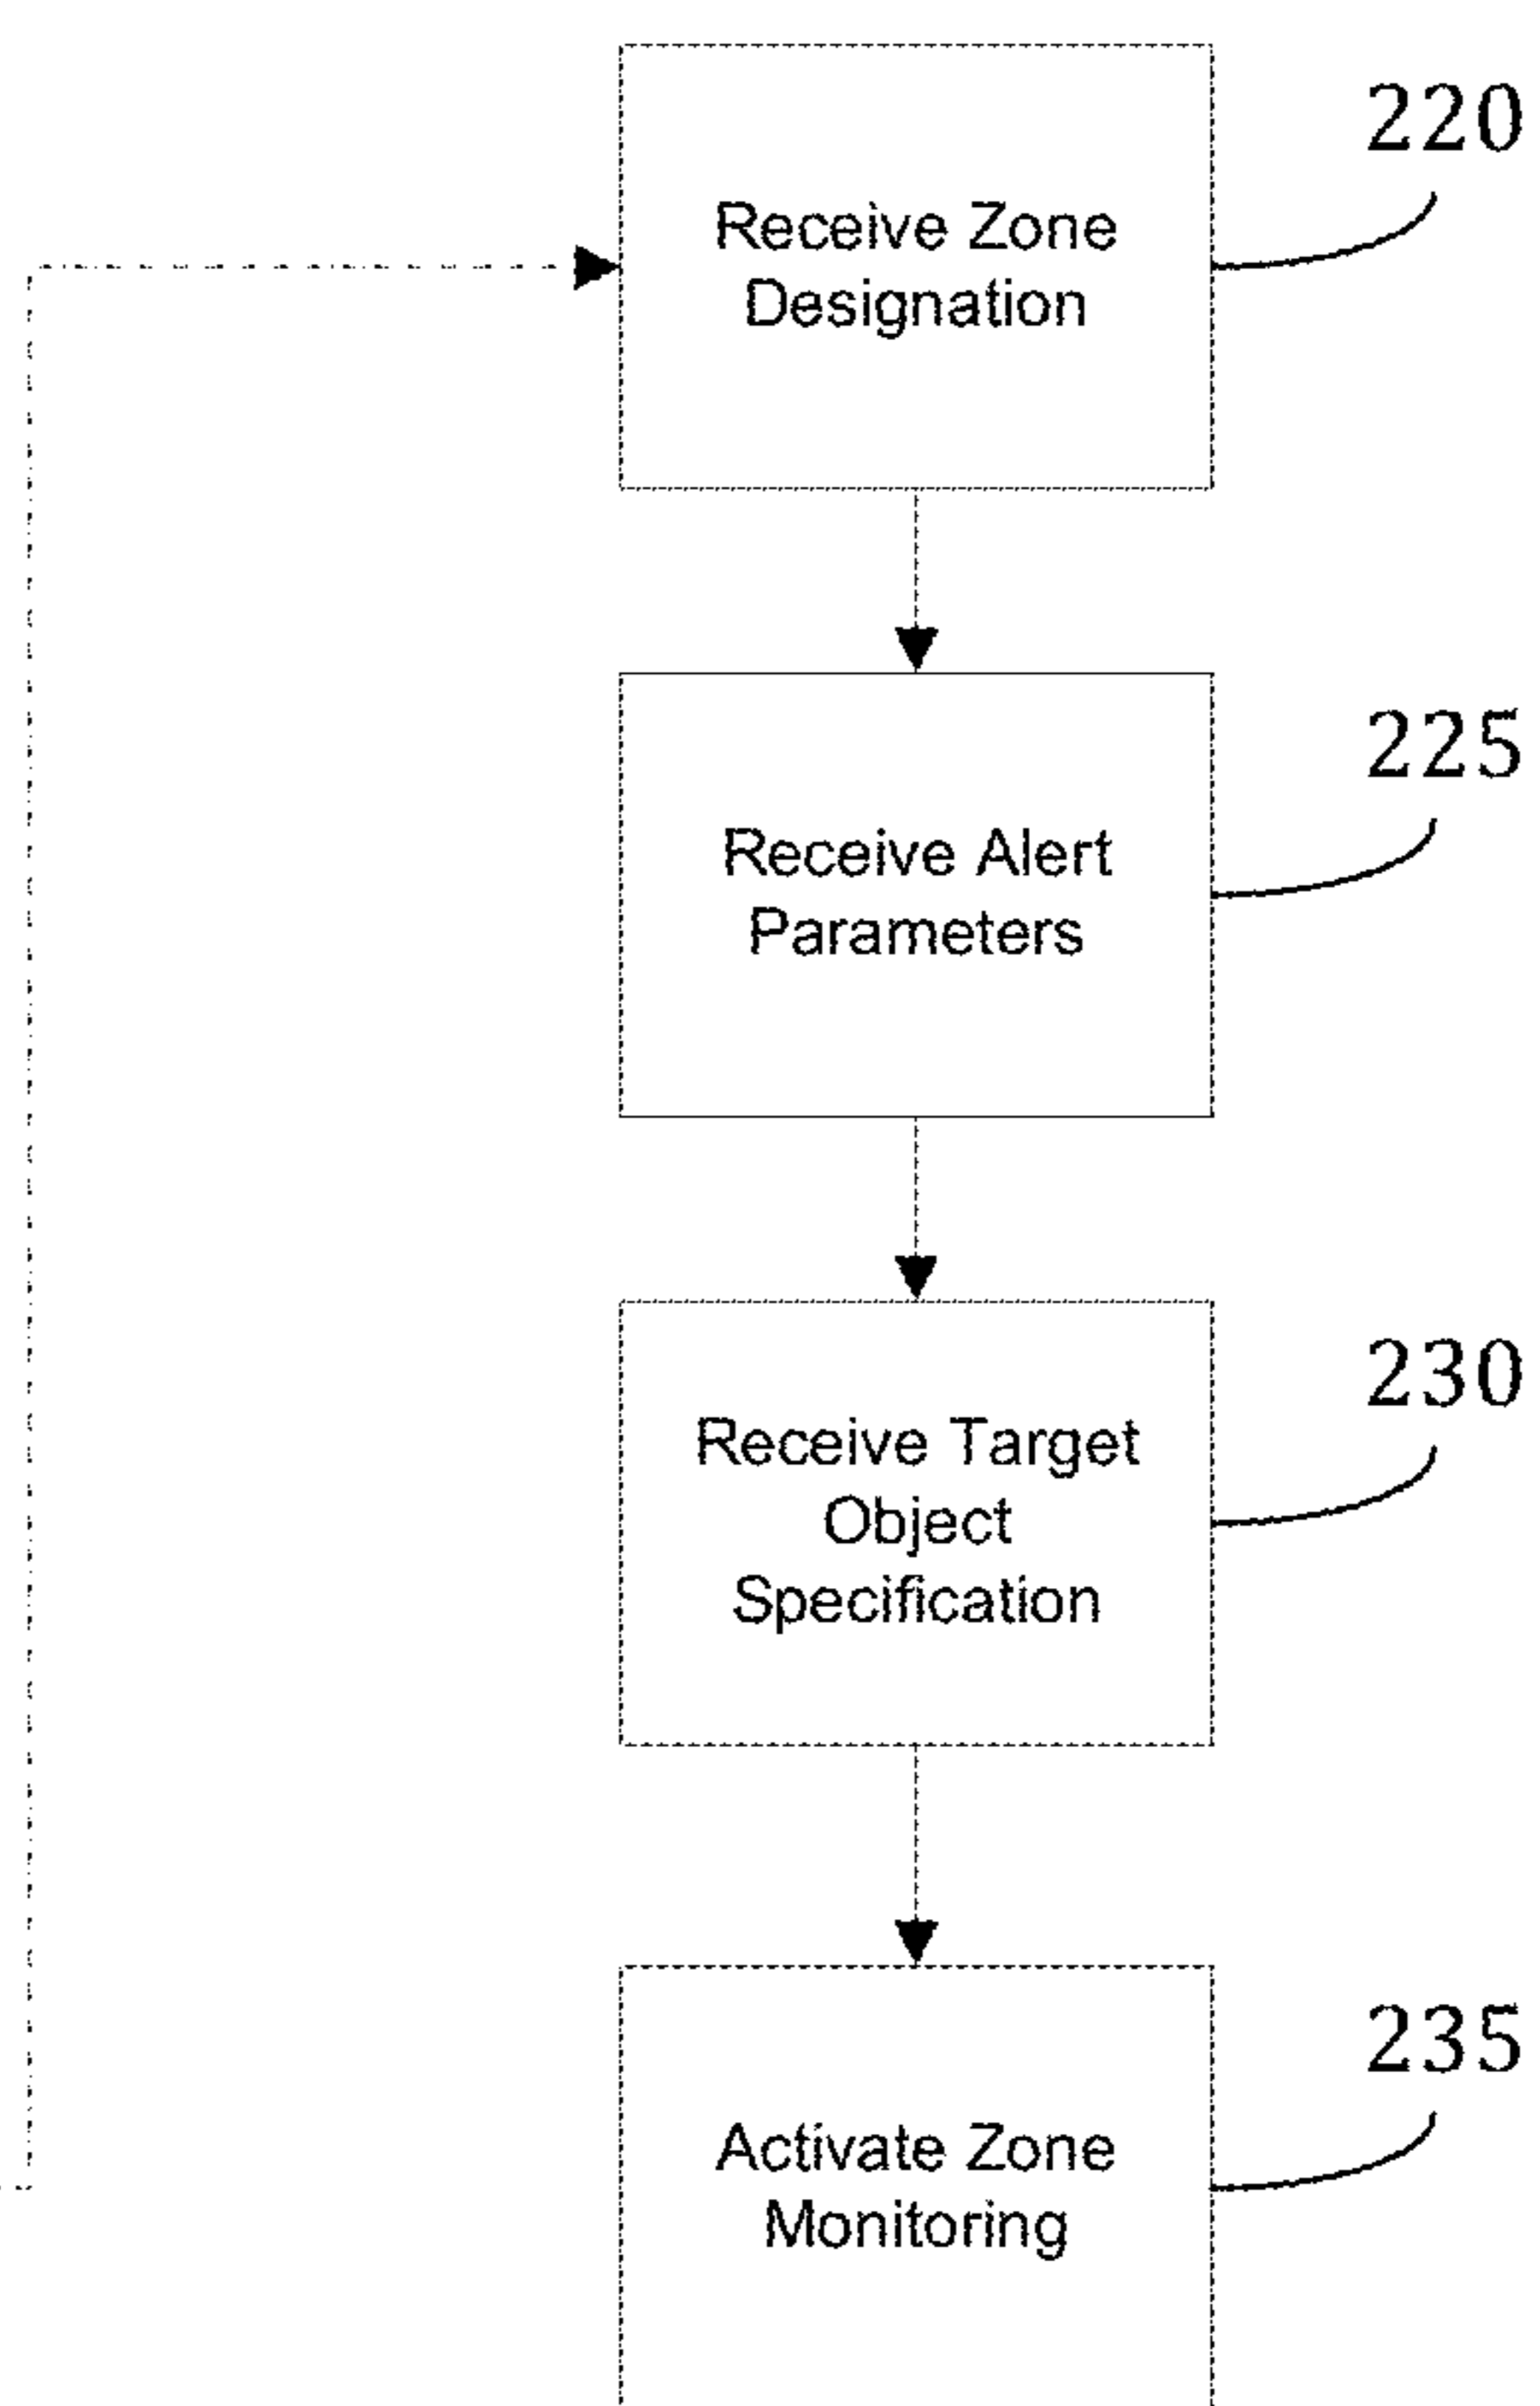 220
Receive Zone
Designation
225
Receive Alert
Parameters
230
Receive Target
Object
Specification
235
Activate Zone
Monitoring